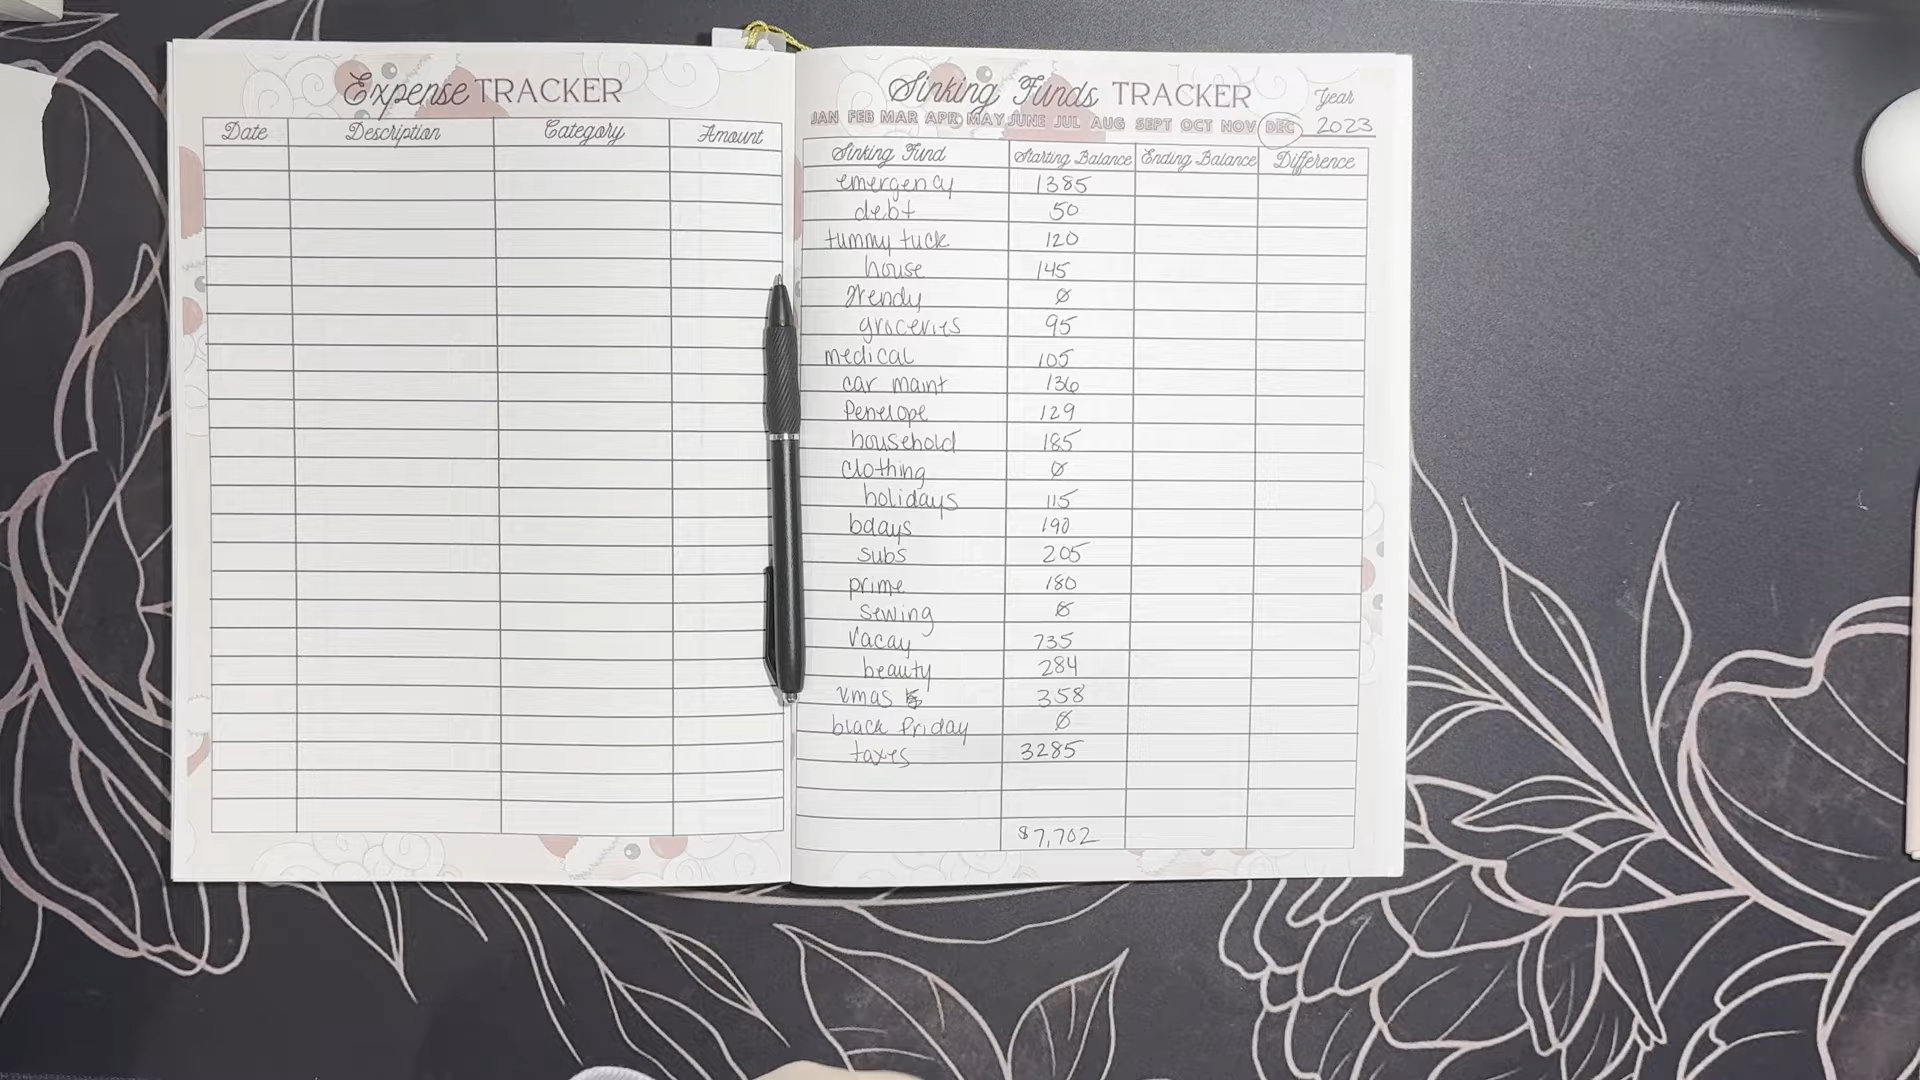 Expense TRACKER
Date Description Category Amount
Sinking Funds TRACKER Year
JAN FEB MAR APR MAY JUNE JUL AUG SEPT OCT NOV DEC 2023
Sinking Fund Starting Balance Ending Balance Difference
emergency 1385
debt 50
tummy tuck 120
house 145
trendy Ø
groceries 95
medical 105
car maint 136
Penelope 129
household 185
clothing Ø
holidays 115
bdays 190
subs 205
prime 180
sewing Ø
vacay 735
beauty 284
xmas 358
black friday Ø
taxes 3285
$7,702